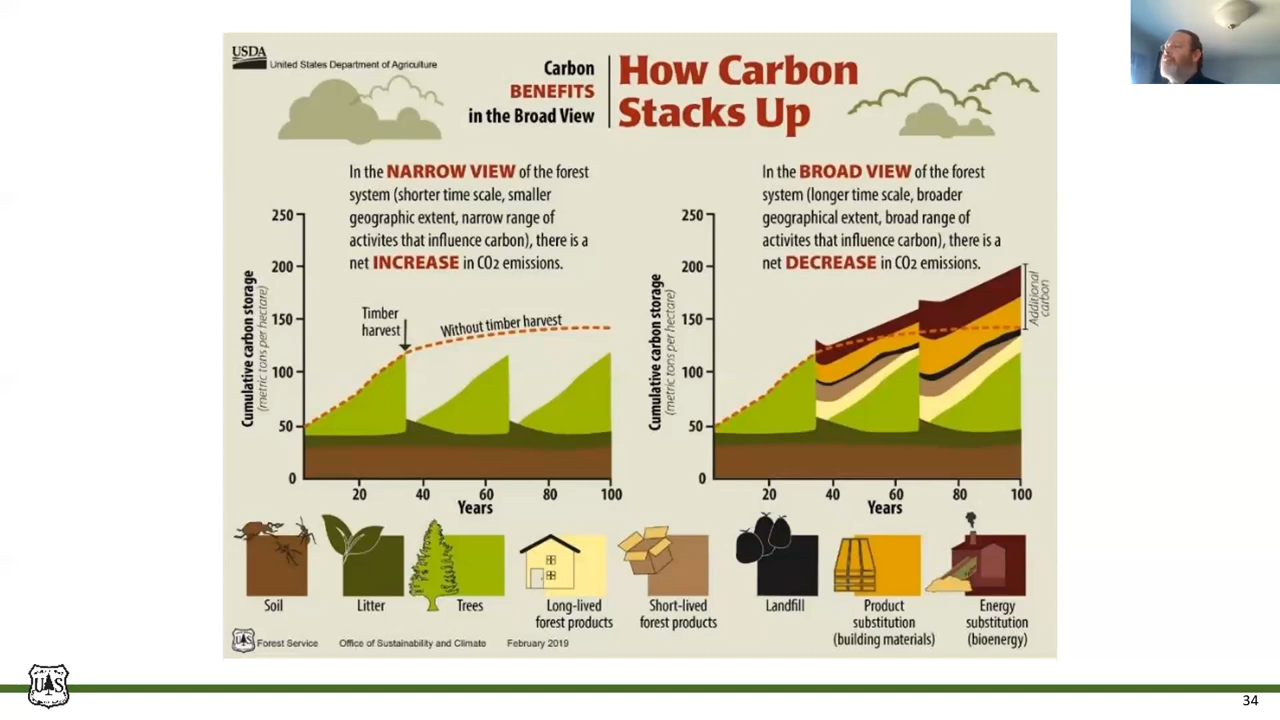 USDA
United States Department of Agriculture
Carbon
BENEFITS
in the Broad View
How Carbon
Stacks Up
In the NARROW VIEW of the forest
system (shorter time scale, smaller
geographic extent, narrow range of
activites that influence carbon), there is a
net INCREASE in CO2 emissions.
250
200
150
100
50
0
Cumulative carbon storage
(metric tons per hectare)
Timber
harvest
Without timber harvest
20
40
60
80
100
Years
In the BROAD VIEW of the forest
system (longer time scale, broader
geographical extent, broad range of
activites that influence carbon), there is a
net DECREASE in CO2 emissions.
250
200
150
100
50
0
Cumulative carbon storage
(metric tons per hectare)
Additional
carbon
20
40
60
80
100
Years
Soil
Litter
Trees
Long-lived
forest products
Short-lived
forest products
Landfill
Product
substitution
(building materials)
Energy
substitution
(bioenergy)
Forest Service Office of Sustainability and Climate February 2019
U S
34